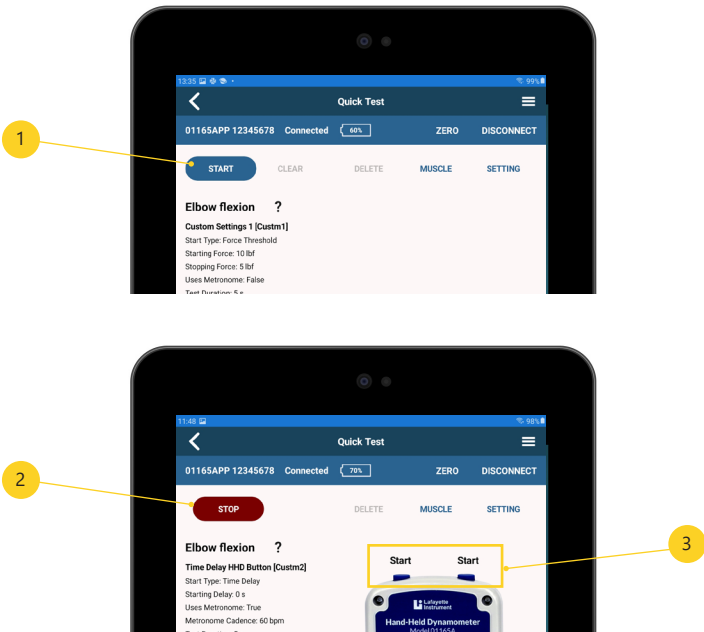 13:35 99%
Quick Test
01165APP 12345678 Connected 60% ZERO DISCONNECT
1
START CLEAR DELETE MUSCLE SETTING
Elbow flexion ?
Custom Settings 1 [Custm1]
Start Type: Force Threshold
Starting Force: 10 lbf
Stopping Force: 5 lbf
Uses Metronome: False
Test Duration: 5 s
11:48 98%
Quick Test
01165APP 12345678 Connected 70% ZERO DISCONNECT
2
STOP DELETE MUSCLE SETTING
3
Elbow flexion ?
Start Start
Time Delay HHD Button [Custm2]
Start Type: Time Delay
Starting Delay: 0 s
Uses Metronome: True
Metronome Cadence: 60 bpm
Lafayette
Instrument
Hand-Held Dynamometer
Model 01165A